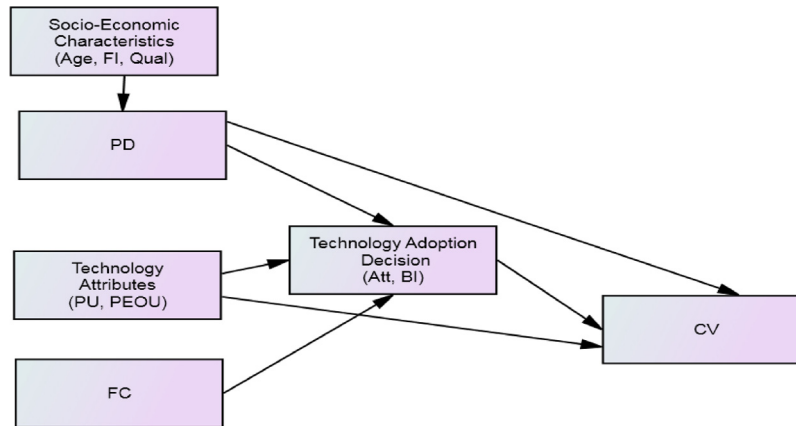 Socio-Economic
Characteristics
(Age, FI, Qual)
PD
Technology Adoption
Decision
(Att, BI)
Technology
Attributes
(PU, PEOU)
CV
FC